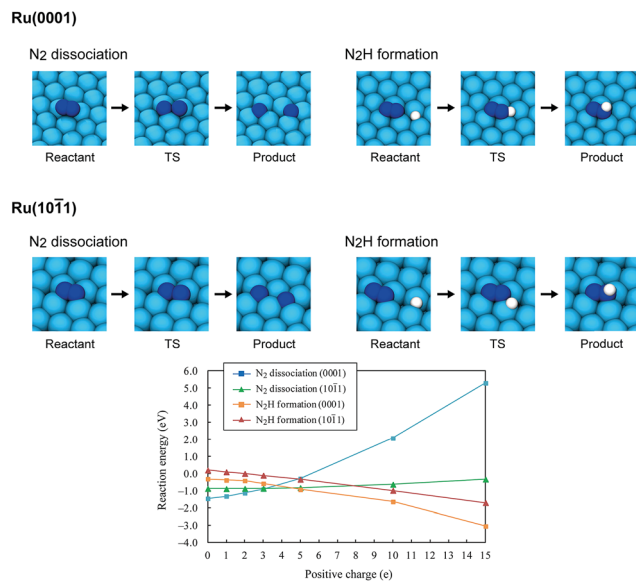 Ru(0001)
N2 dissociation
N2H formation
Reactant TS Product Reactant TS Product
Ru(101̄1)
N2 dissociation
N2H formation
Reactant TS Product Reactant TS Product
N2 dissociation (0001)
N2 dissociation (101̄1)
N2H formation (0001)
N2H formation (101̄1)
Reaction energy (eV)
6.0
5.0
4.0
3.0
2.0
1.0
0.0
−1.0
−2.0
−3.0
−4.0
0 1 2 3 4 5 6 7 8 9 10 11 12 13 14 15
Positive charge (e)